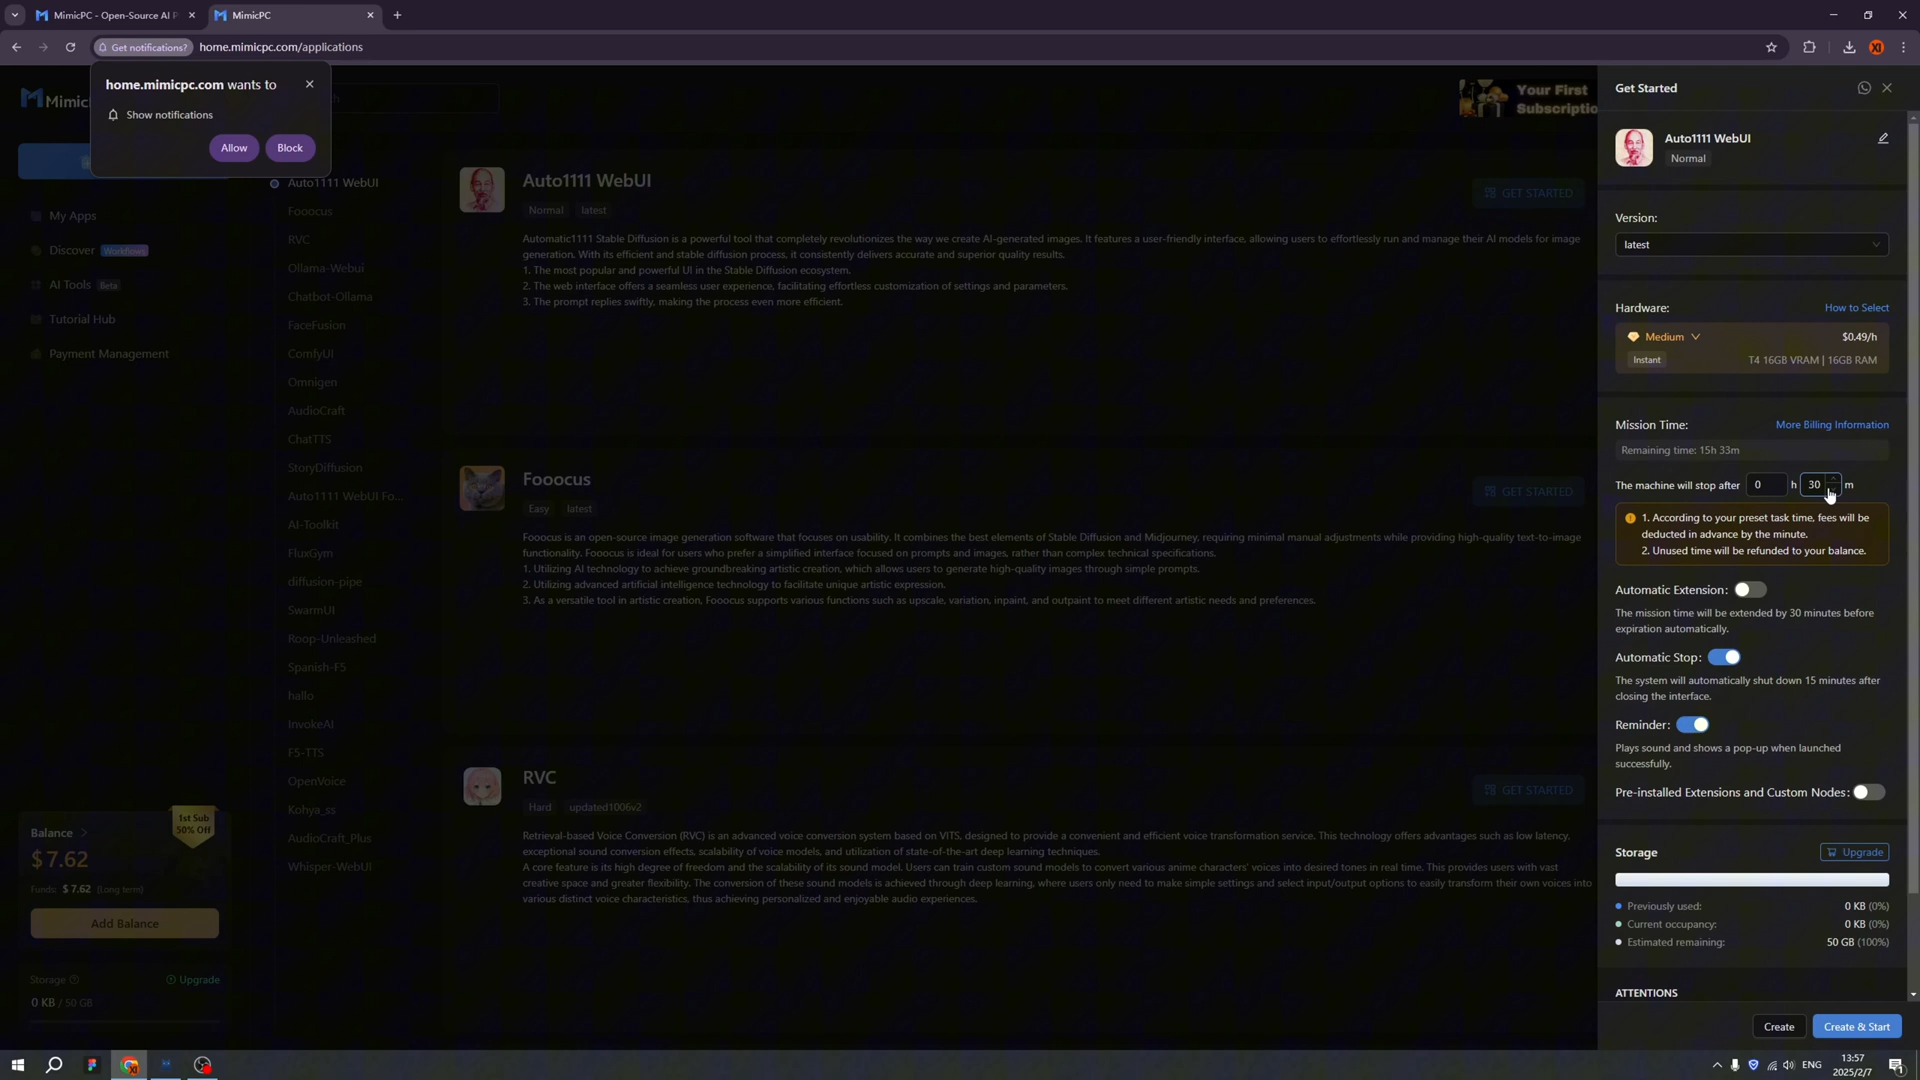 MimicPC - Open-Source AI P
MimicPC
Get notifications?
home.mimicpc.com/applications
home.mimicpc.com wants to
Show notifications
Allow
Block
Mimic
Your First
Subscriptio
My Apps
Discover
Workflows
AI Tools
Beta
Tutorial Hub
Payment Management
Balance
1st Sub
50% Off
$ 7.62
Funds: $ 7.62 (Long term)
Add Balance
Storage
Upgrade
0 KB / 50 GB
Auto1111 WebUI
Fooocus
RVC
Ollama-Webui
Chatbot-Ollama
FaceFusion
ComfyUI
Omnigen
AudioCraft
ChatTTS
StoryDiffusion
Auto1111 WebUI Fo...
AI-Toolkit
FluxGym
diffusion-pipe
SwarmUI
Roop-Unleashed
Spanish-F5
hallo
InvokeAI
F5-TTS
OpenVoice
Kohya_ss
AudioCraft_Plus
Whisper-WebUI
Auto1111 WebUI
GET STARTED
Normal
latest
Automatic1111 Stable Diffusion is a powerful tool that completely revolutionizes the way we create AI-generated images. It features a user-friendly interface, allowing users to effortlessly run and manage their AI models for image
generation. With its efficient and stable diffusion process, it consistently delivers accurate and superior quality results.
1. The most popular and powerful UI in the Stable Diffusion ecosystem.
2. The web interface offers a seamless user experience, facilitating effortless customization of settings and parameters.
3. The prompt replies swiftly, making the process even more efficient.
Fooocus
GET STARTED
Easy
latest
Fooocus is an open-source image generation software that focuses on usability. It combines the best elements of Stable Diffusion and Midjourney, requiring minimal manual adjustments while providing high-quality text-to-image
functionality. Fooocus is ideal for users who prefer a simplified interface focused on prompts and images, rather than complex technical specifications.
1. Utilizing AI technology to achieve groundbreaking artistic creation, which allows users to generate high-quality images through simple prompts.
2. Utilizing advanced artificial intelligence technology to facilitate unique artistic expression.
3. As a versatile tool in artistic creation, Fooocus supports various functions such as upscale, variation, inpaint, and outpaint to meet different artistic needs and preferences.
RVC
GET STARTED
Hard
updated1006v2
Retrieval-based Voice Conversion (RVC) is an advanced voice conversion system based on VITS, designed to provide a convenient and efficient voice transformation service. This technology offers advantages such as low latency,
exceptional sound conversion effects, scalability of voice models, and utilization of state-of-the-art deep learning techniques.
A core feature is its high degree of freedom and the scalability of its sound model. Users can train custom sound models to convert various anime characters' voices into desired tones in real time. This provides users with vast
creative space and greater flexibility. The conversion of these sound models is achieved through deep learning, where users only need to make simple settings and select input/output options to easily transform their own voices into
various distinct voice characteristics, thus achieving personalized and enjoyable audio experiences.
Get Started
Auto1111 WebUI
Normal
Version:
latest
Hardware:
How to Select
Medium
$0.49/h
Instant
T4 16GB VRAM | 16GB RAM
Mission Time:
More Billing Information
Remaining time: 15h 33m
The machine will stop after 0 h 30 m
1. According to your preset task time, fees will be
deducted in advance by the minute.
2. Unused time will be refunded to your balance.
Automatic Extension:
The mission time will be extended by 30 minutes before
expiration automatically.
Automatic Stop:
The system will automatically shut down 15 minutes after
closing the interface.
Reminder:
Plays sound and shows a pop-up when launched
successfully.
Pre-installed Extensions and Custom Nodes:
Storage
Upgrade
Previously used: 0 KB (0%)
Current occupancy: 0 KB (0%)
Estimated remaining: 50 GB (100%)
ATTENTIONS
Create
Create & Start
ENG
13:57
2025/2/7